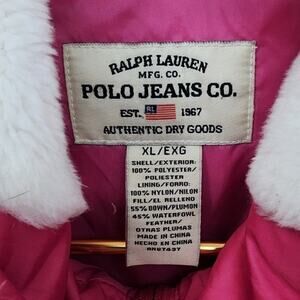 RALPH LAUREN
MFG. CO.
POLO JEANS CO.
EST. RL 1967
AUTHENTIC DRY GOODS
XL/EXG
SHELL/EXTERIOR:
100% POLYESTER/
POLIESTER
LINING/FORRO:
100% NYLON/NILON
FILL/EL RELLENO
55% DOWN/PLUMON
45% WATERFOWL
FEATHER/
OTRAS PLUMAS
MADE IN CHINA
HECHO EN CHINA